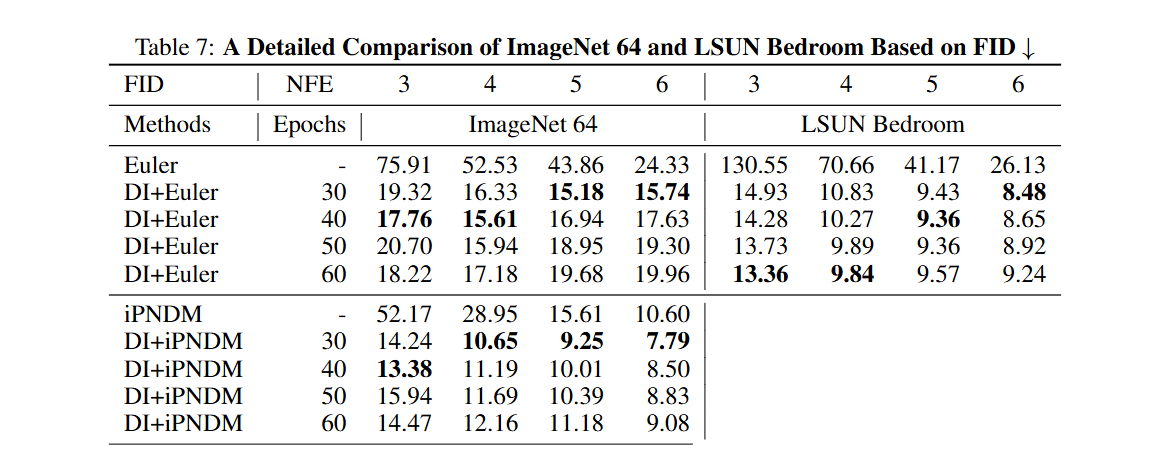 Table 7: A Detailed Comparison of ImageNet 64 and LSUN Bedroom Based on FID ↓
FID NFE 3 4 5 6 3 4 5 6
Methods Epochs ImageNet 64 LSUN Bedroom
Euler - 75.91 52.53 43.86 24.33 130.55 70.66 41.17 26.13
DI+Euler 30 19.32 16.33 15.18 15.74 14.93 10.83 9.43 8.48
DI+Euler 40 17.76 15.61 16.94 17.63 14.28 10.27 9.36 8.65
DI+Euler 50 20.70 15.94 18.95 19.30 13.73 9.89 9.36 8.92
DI+Euler 60 18.22 17.18 19.68 19.96 13.36 9.84 9.57 9.24
iPNDM - 52.17 28.95 15.61 10.60
DI+iPNDM 30 14.24 10.65 9.25 7.79
DI+iPNDM 40 13.38 11.19 10.01 8.50
DI+iPNDM 50 15.94 11.69 10.39 8.83
DI+iPNDM 60 14.47 12.16 11.18 9.08